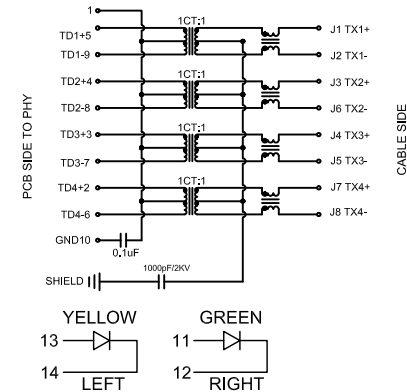 1
1CT:1
TD1+5
J1 TX1+
TD1-9
J2 TX1-
1CT:1
TD2+4
J3 TX2+
TD2-8
J6 TX2-
1CT:1
TD3+3
J4 TX3+
TD3-7
J5 TX3-
1CT:1
TD4+2
J7 TX4+
TD4-6
J8 TX4-
PCB SIDE TO PHY
CABLE SIDE
GND10
0.1uF
1000pF/2KV
SHIELD
YELLOW
GREEN
13
11
14
12
LEFT
RIGHT